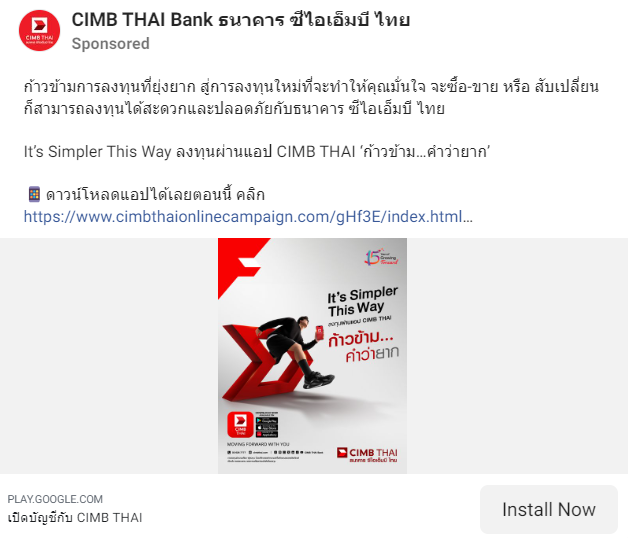 CIMB THAI Bank ธนาคาร ซีไอเอ็มบี ไทย
Sponsored
ก้าวข้ามการลงทุนที่ยุ่งยาก สู่การลงทุนใหม่ที่จะทำให้คุณมั่นใจ จะซื้อ-ขาย หรือ สับเปลี่ยน
ก็สามารถลงทุนได้สะดวกและปลอดภัยกับธนาคาร ซีไอเอ็มบี ไทย
It's Simpler This Way ลงทุนผ่านแอป CIMB THAI ‘ก้าวข้าม...คำว่ายาก’
ดาวน์โหลดแอปได้เลยตอนนี้ คลิก
https://www.cimbthaionlinecampaign.com/gHf3E/index.html...
15
It's Simpler
This Way
ลงทุนผ่านแอป CIMB THAI
ก้าวข้าม...
คำว่ายาก
CIMB
THAI
MOVING FORWARD WITH YOU
CIMB THAI
ธนาคาร ซีไอเอ็มบี ไทย
PLAY.GOOGLE.COM
เปิดบัญชีกับ CIMB THAI
Install Now